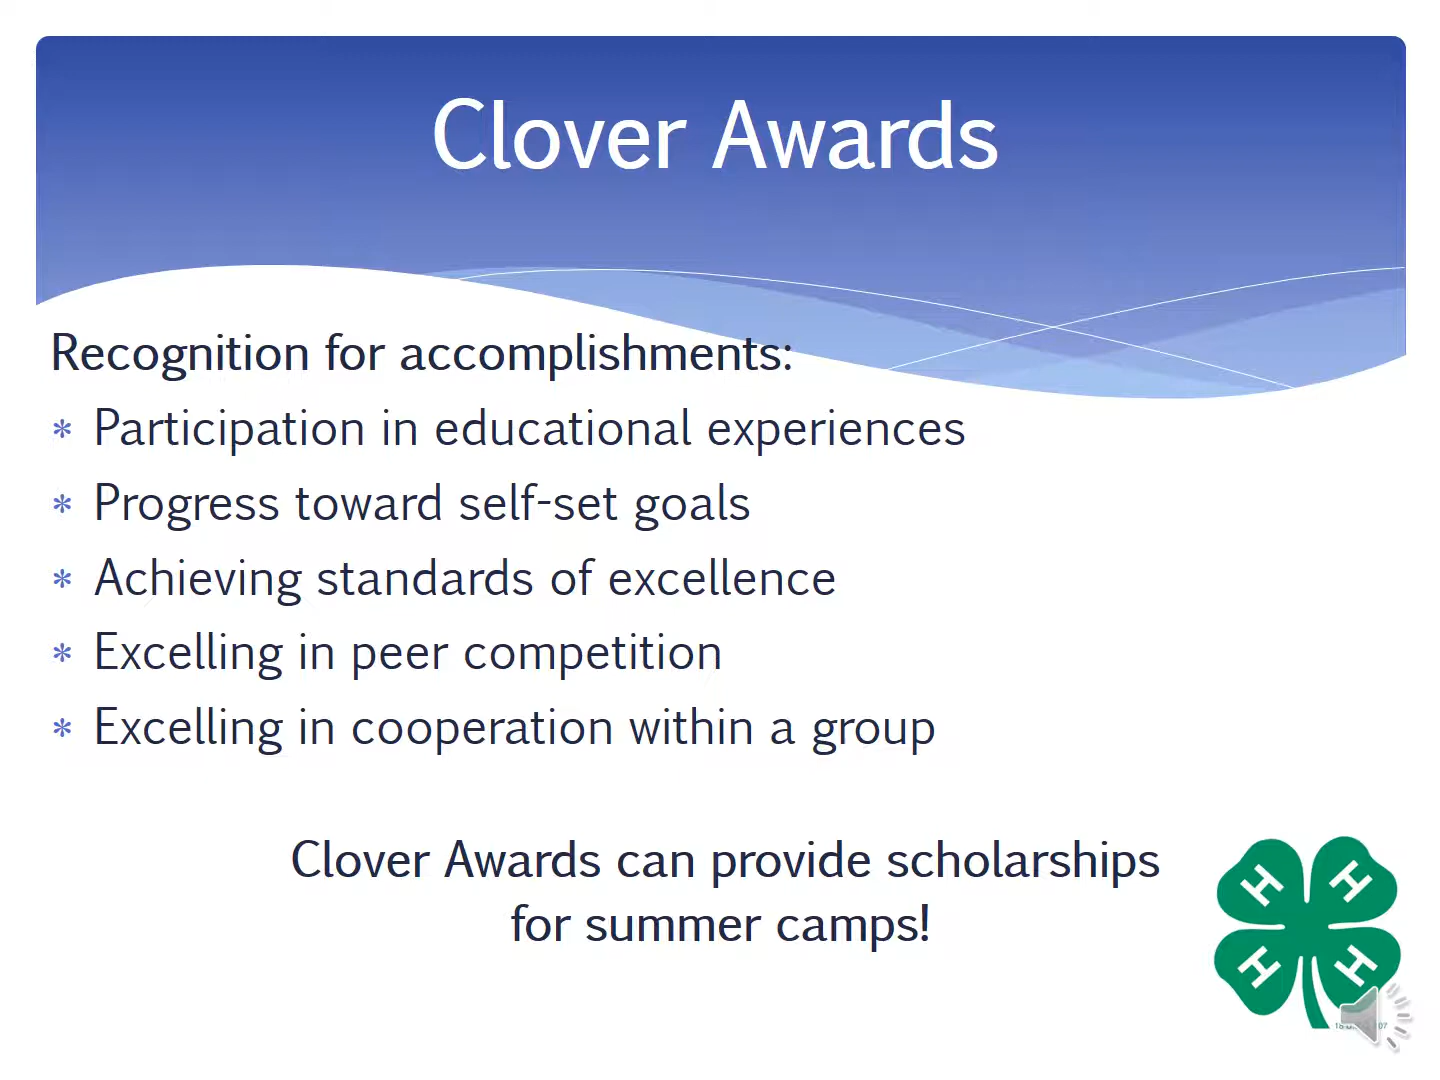 Clover Awards
Recognition for accomplishments:
* Participation in educational experiences
* Progress toward self-set goals
* Achieving standards of excellence
* Excelling in peer competition
* Excelling in cooperation within a group
Clover Awards can provide scholarships
for summer camps!
H H
H H